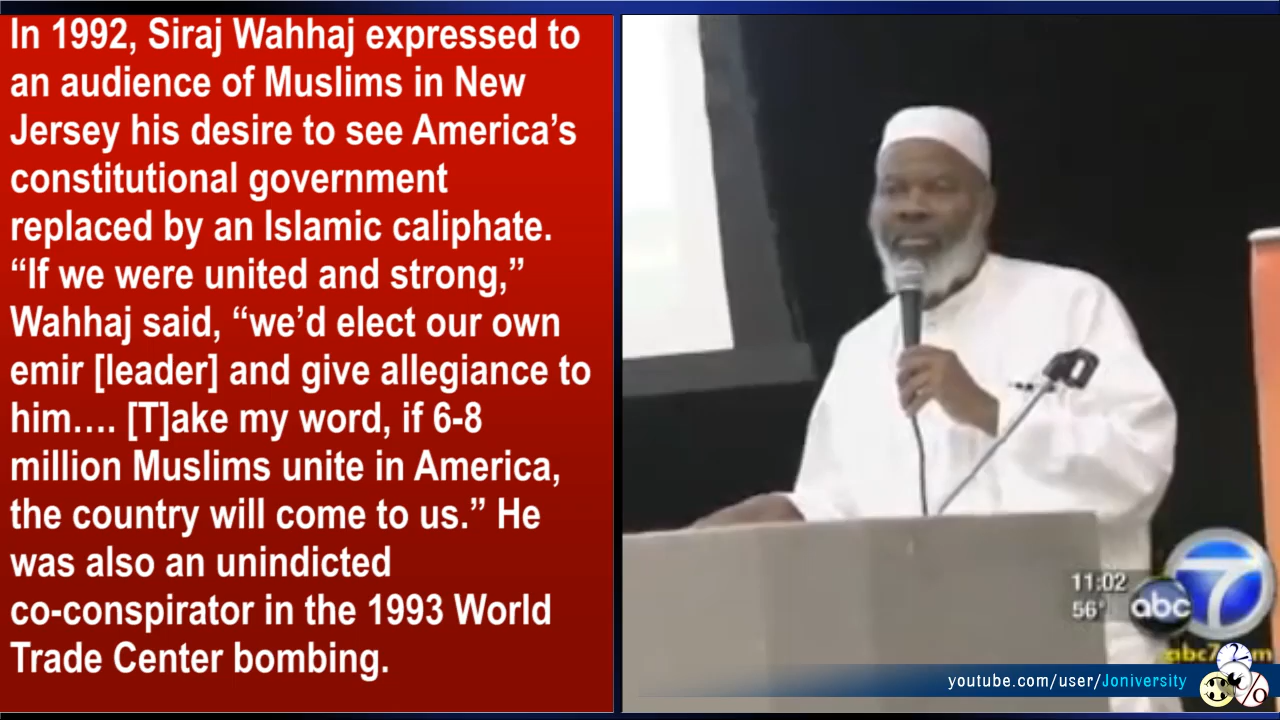 In 1992, Siraj Wahhaj expressed to
an audience of Muslims in New
Jersey his desire to see America’s
constitutional government
replaced by an Islamic caliphate.
“If we were united and strong,”
Wahhaj said, “we’d elect our own
emir [leader] and give allegiance to
him…. [T]ake my word, if 6-8
million Muslims unite in America,
the country will come to us.” He
was also an unindicted
co-conspirator in the 1993 World
Trade Center bombing.
11:02
56°
abc 7
youtube.com/user/Joniversity